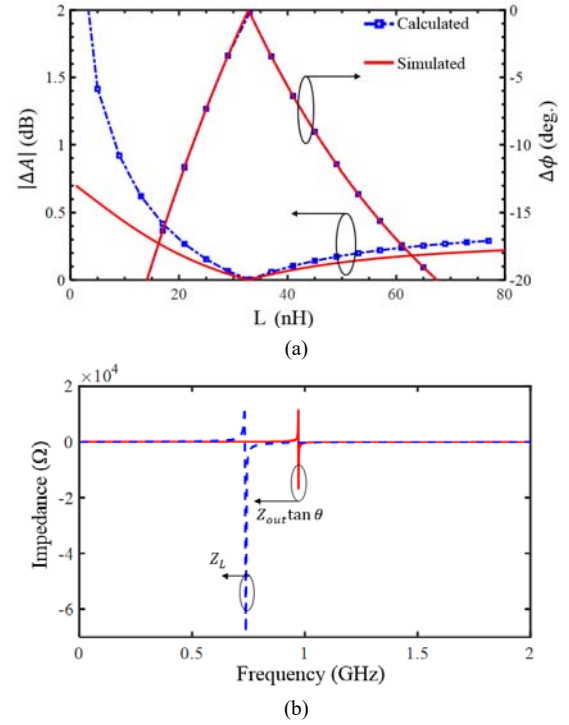 2
1.5
1
0.5
0
|ΔA| (dB)
0
-5
-10
-15
-20
Δϕ (deg.)
Calculated
Simulated
0
20
40
60
80
L (nH)
(a)
×10⁴
2
0
-2
-4
-6
Impedance (Ω)
Z_out tan θ
Z_L
0
0.5
1
1.5
2
Frequency (GHz)
(b)